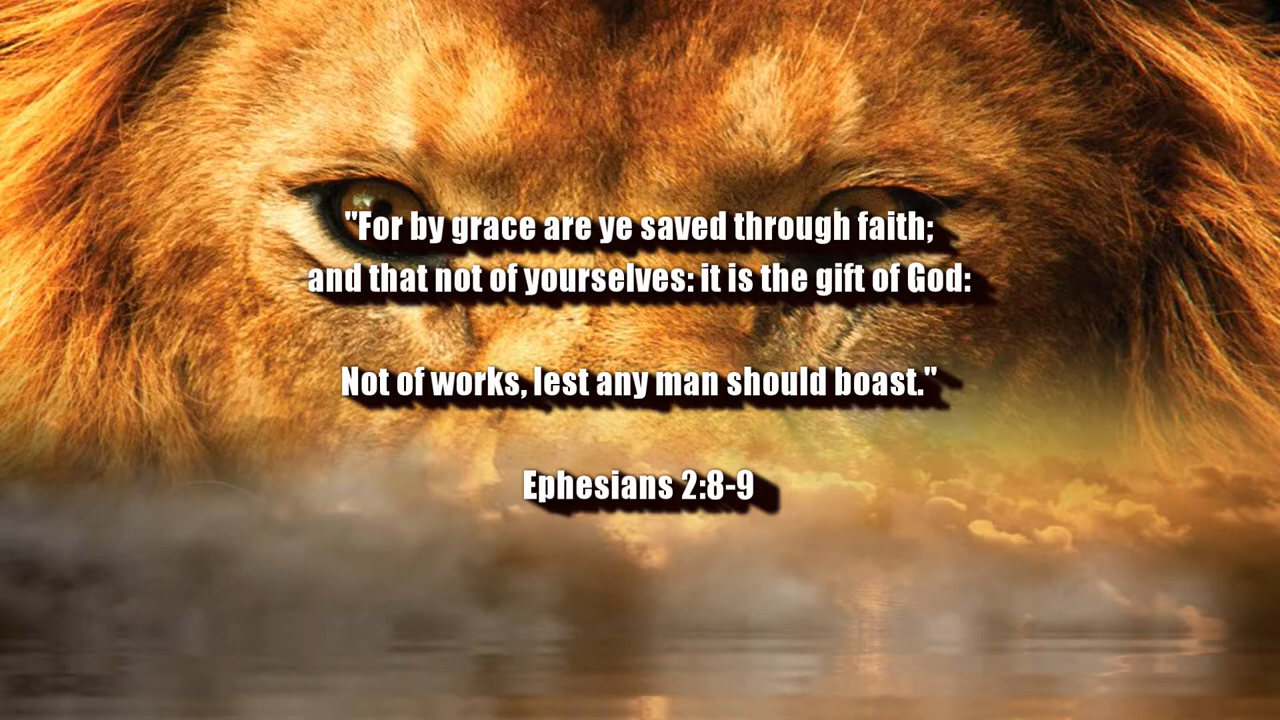 "For by grace are ye saved through faith;
and that not of yourselves: it is the gift of God:
Not of works, lest any man should boast."
Ephesians 2:8-9